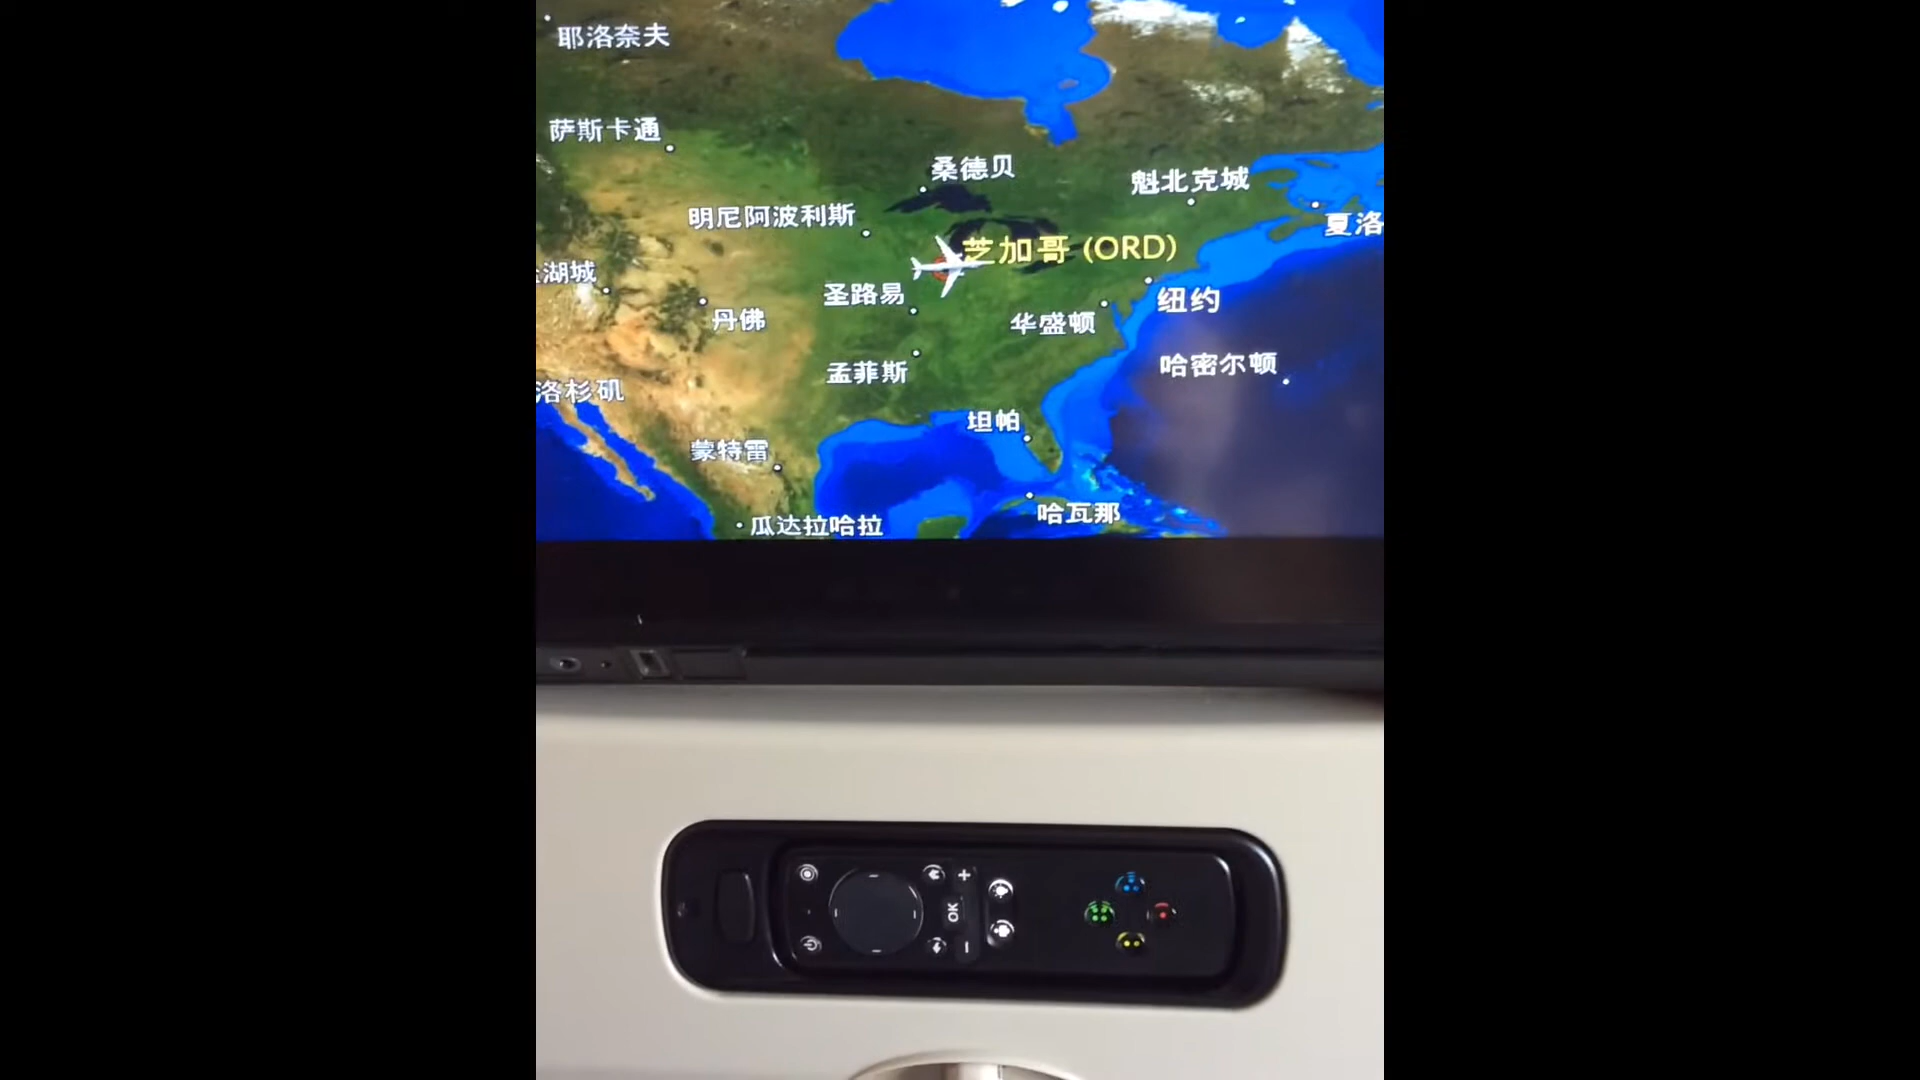 耶洛奈夫
萨斯卡通
桑德贝
魁北克城
明尼阿波利斯
夏洛
芝加哥 (ORD)
湖城
圣路易
纽约
丹佛
华盛顿
孟菲斯
哈密尔顿
洛杉矶
坦帕
蒙特雷
哈瓦那
瓜达拉哈拉
+
OK
-